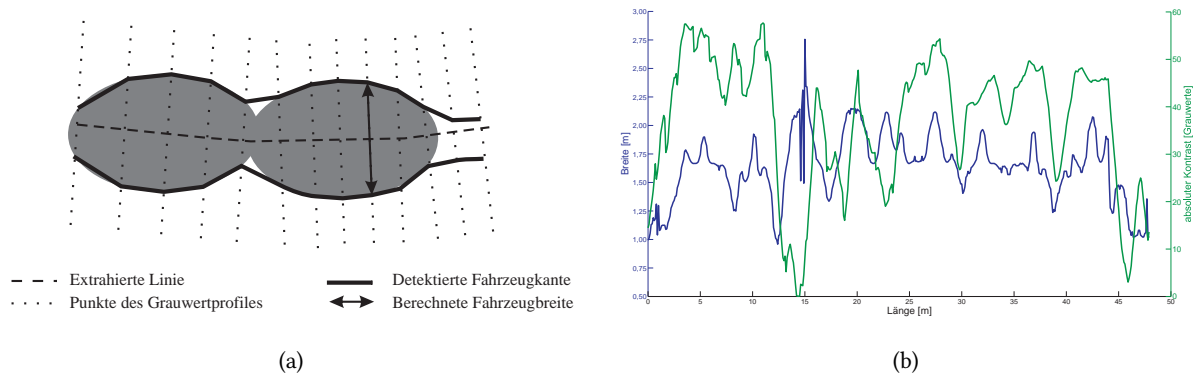 Extrahierte Linie
Punkte des Grauwertprofiles
Detektierte Fahrzeugkante
Berechnete Fahrzeugbreite
(a)
3,00
2,75
2,50
2,25
2,00
1,75
1,50
1,25
1,00
0,75
0,50
Breite [m]
0 5 10 15 20 25 30 35 40 45 50
Länge [m]
60
50
40
30
20
10
0
absoluter Kontrast [Grauwerte]
(b)